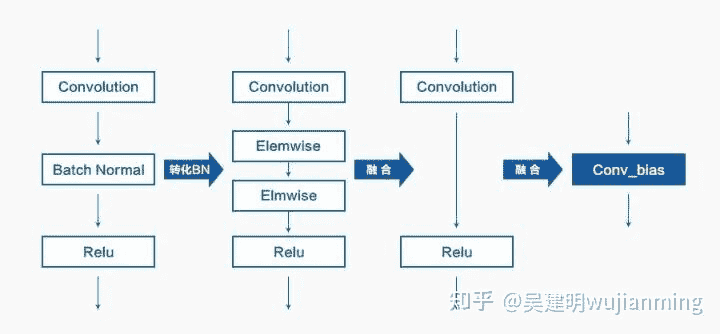 Convolution
Batch Normal
Relu
转化BN
Convolution
Elemwise
Elmwise
Relu
融合
Convolution
Relu
融合
Conv_bias
知乎 @吴建明wujianming